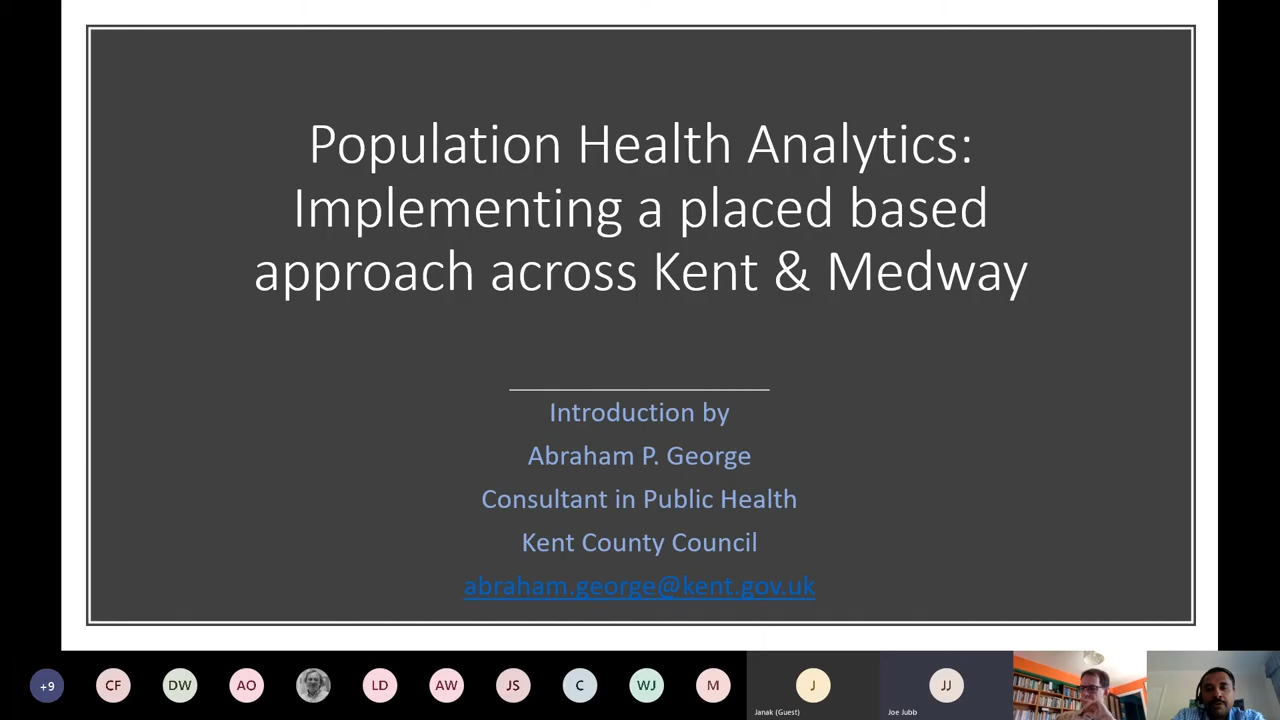 Population Health Analytics:
Implementing a placed based
approach across Kent & Medway
Introduction by
Abraham P. George
Consultant in Public Health
Kent County Council
abraham.george@kent.gov.uk
+9
CF
DW
AO
LD
AW
JS
C
WJ
M
J
JJ
Janak (Guest)
Joe Jubb